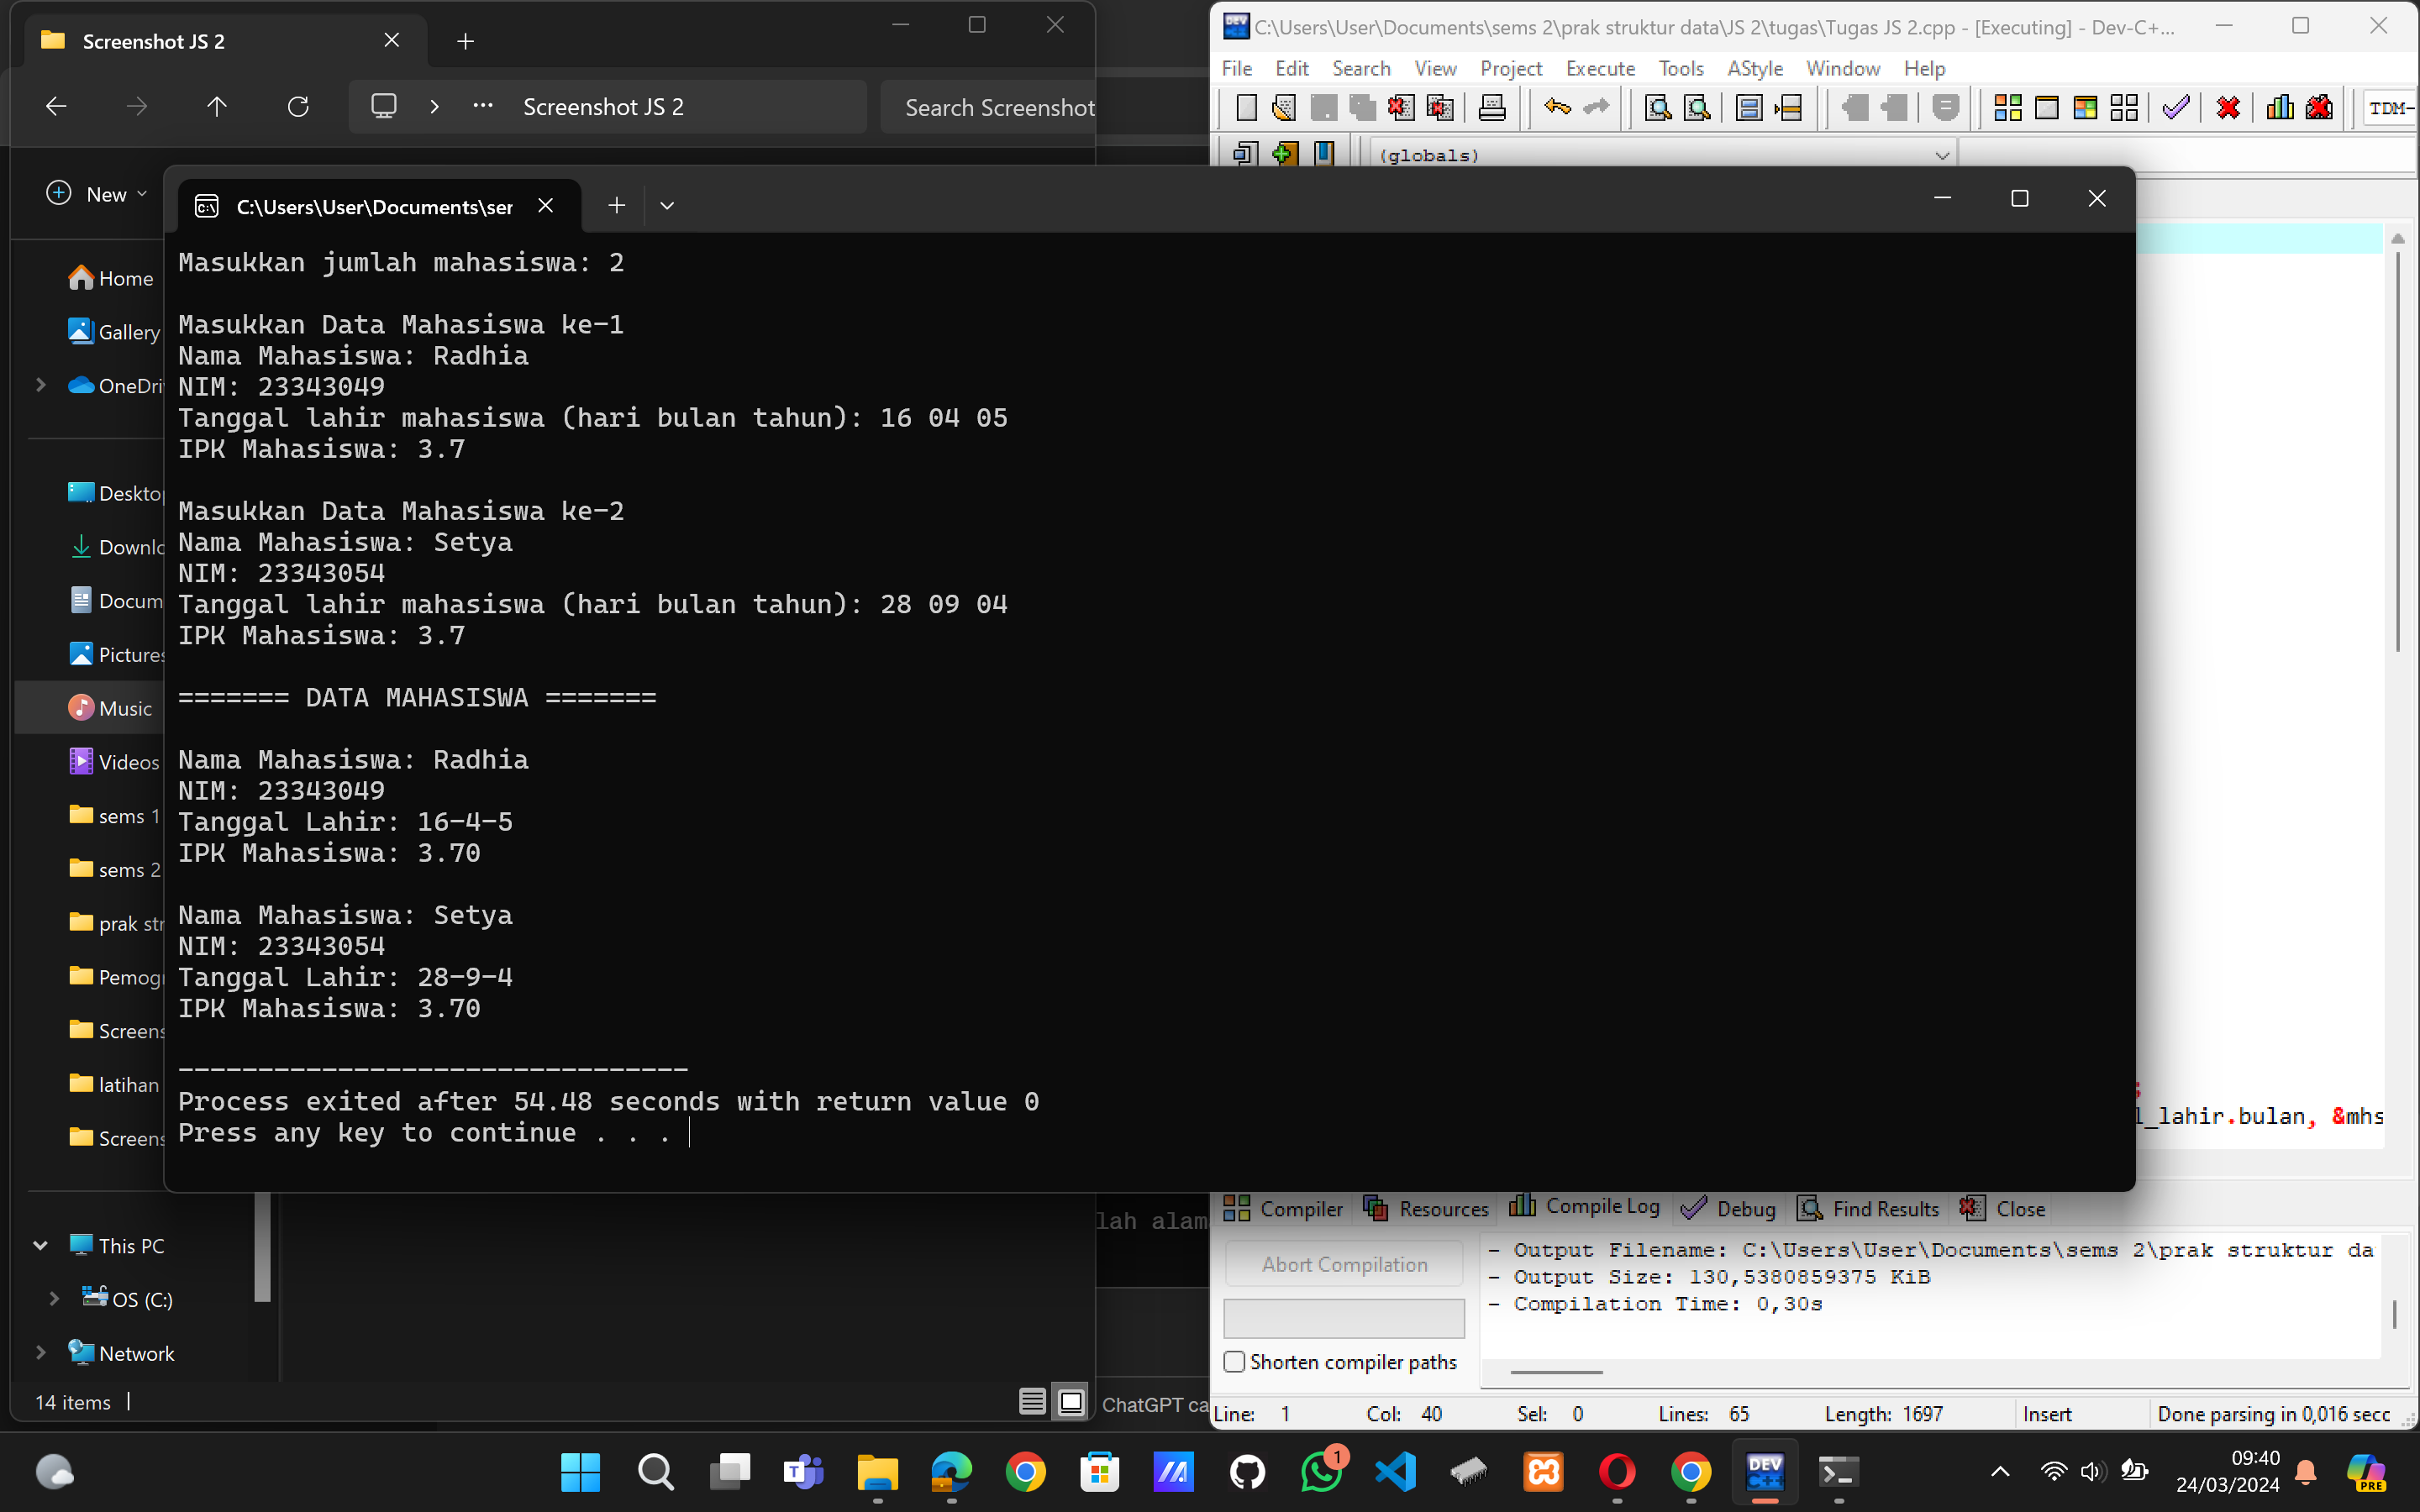 Screenshot JS 2
Screenshot JS 2
Search Screenshot
New
Home
Gallery
OneDri
Deskto
Downlo
Docum
Pictures
Music
Videos
sems 1
sems 2
prak str
Pemog
Screens
latihan
Screens
This PC
OS (C:)
Network
14 items
C:\Users\User\Documents\sems 2\prak struktur data\JS 2\tugas\Tugas JS 2.cpp - [Executing] - Dev-C+...
File Edit Search View Project Execute Tools AStyle Window Help
TDM-
(globals)
C:\Users\User\Documents\ser
Masukkan jumlah mahasiswa: 2
Masukkan Data Mahasiswa ke-1
Nama Mahasiswa: Radhia
NIM: 23343049
Tanggal lahir mahasiswa (hari bulan tahun): 16 04 05
IPK Mahasiswa: 3.7
Masukkan Data Mahasiswa ke-2
Nama Mahasiswa: Setya
NIM: 23343054
Tanggal lahir mahasiswa (hari bulan tahun): 28 09 04
IPK Mahasiswa: 3.7
======= DATA MAHASISWA =======
Nama Mahasiswa: Radhia
NIM: 23343049
Tanggal Lahir: 16-4-5
IPK Mahasiswa: 3.70
Nama Mahasiswa: Setya
NIM: 23343054
Tanggal Lahir: 28-9-4
IPK Mahasiswa: 3.70
--------------------------------
Process exited after 54.48 seconds with return value 0
Press any key to continue . . .
;
l_lahir.bulan, &mhs
lah alam
ChatGPT ca
Compiler Resources Compile Log Debug Find Results Close
Abort Compilation
Shorten compiler paths
- Output Filename: C:\Users\User\Documents\sems 2\prak struktur da
- Output Size: 130,5380859375 KiB
- Compilation Time: 0,30s
Line: 1 Col: 40 Sel: 0 Lines: 65 Length: 1697 Insert Done parsing in 0,016 secc
1
DEV
C++
PRE
09:40
24/03/2024